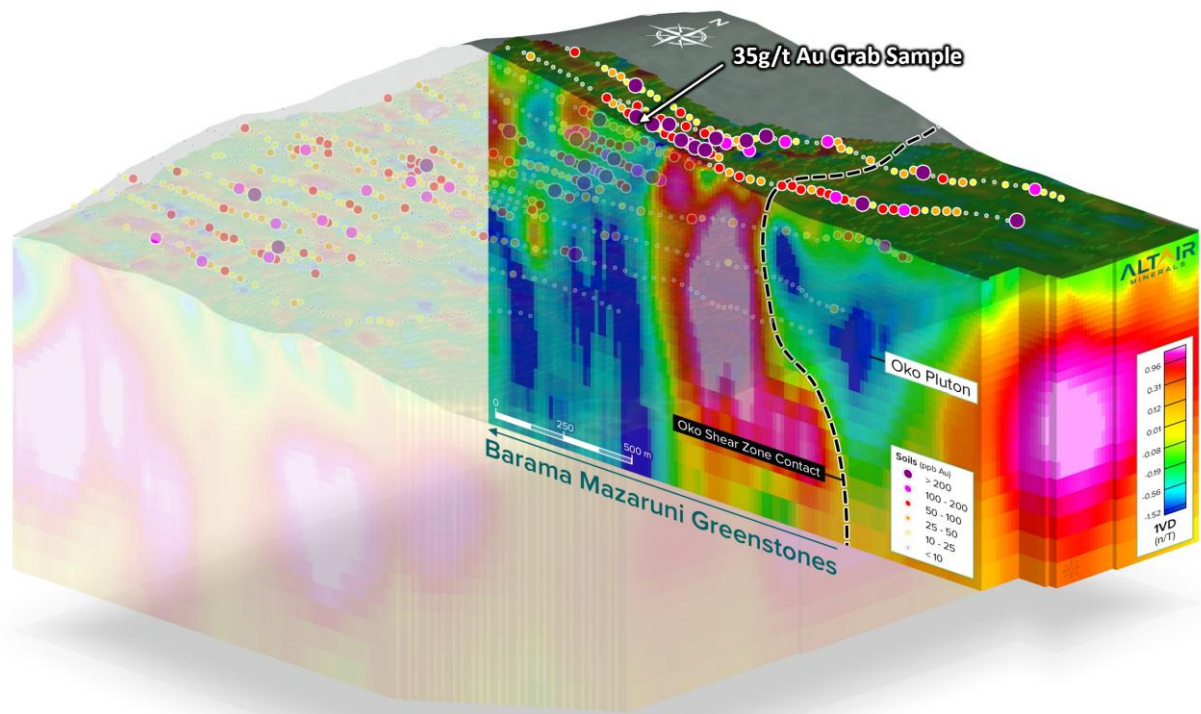 N
35g/t Au Grab Sample
ALTAIR
MINERALS
Oko Pluton
0
250
500 m
Oko Shear Zone Contact
Barama Mazaruni Greenstones
Soils (ppb Au)
> 200
100 - 200
50 - 100
25 - 50
10 - 25
< 10
0.96
0.31
0.12
0.01
-0.08
-0.19
-0.56
-1.52
1VD
(n/T)